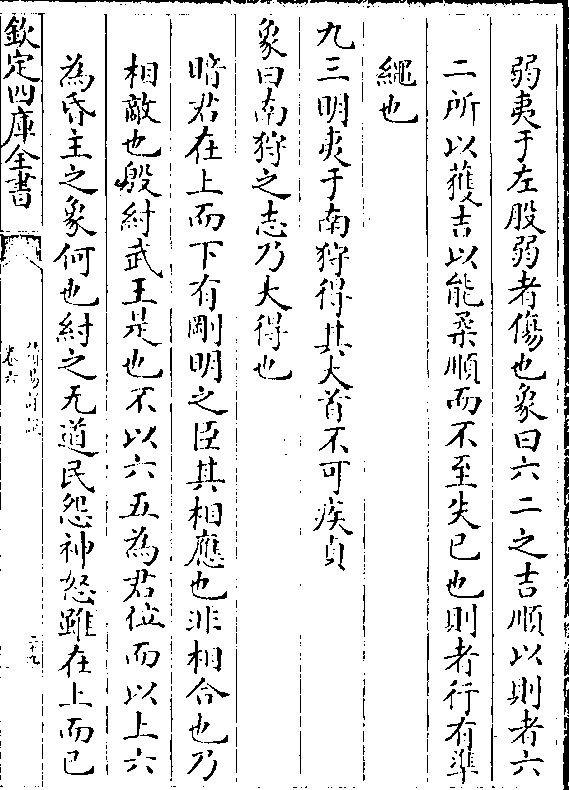 弱夷于左股弱者傷也象曰六二之吉順以則者六
二所以獲吉以能柔順而不至失已也則者行有準
繩也
九三明夷于南狩得其大首不可疾貞
象曰南狩之志乃大得也
暗君在上而下有剛明之臣其相應也非相合也乃
相敵也殷紂武王是也不以六五為君位而以上六
為昏主之象何也紂之无道民怨神怒雖在上而已
欽定四庫全書
卷六
二十九